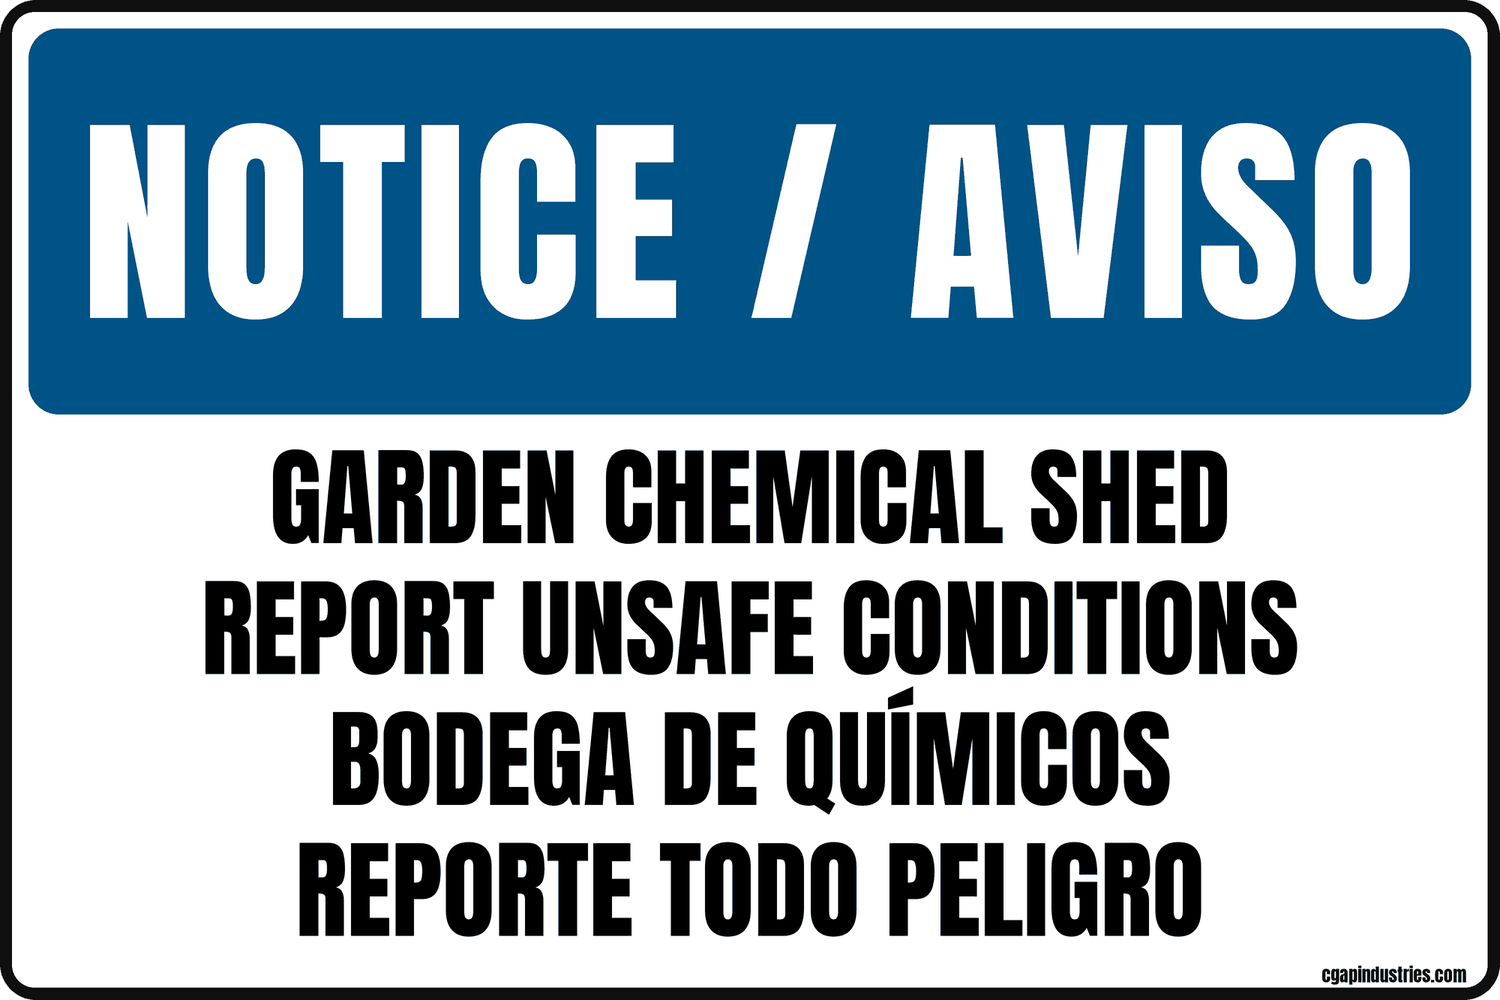 NOTICE / AVISO
GARDEN CHEMICAL SHED
REPORT UNSAFE CONDITIONS
BODEGA DE QUÍMICOS
REPORTE TODO PELIGRO
cgapindustries.com